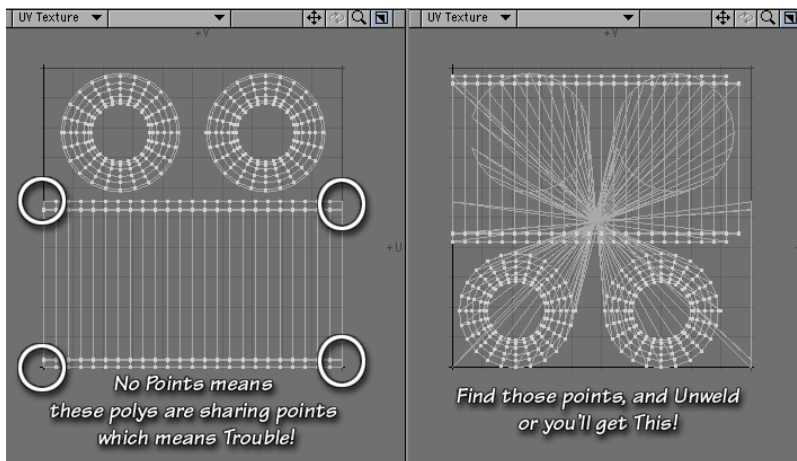 UV Texture
UV Texture
+V
+V
+U
No Points means
these polys are sharing points
which means Trouble!
Find those points, and Unweld
or you'll get This!